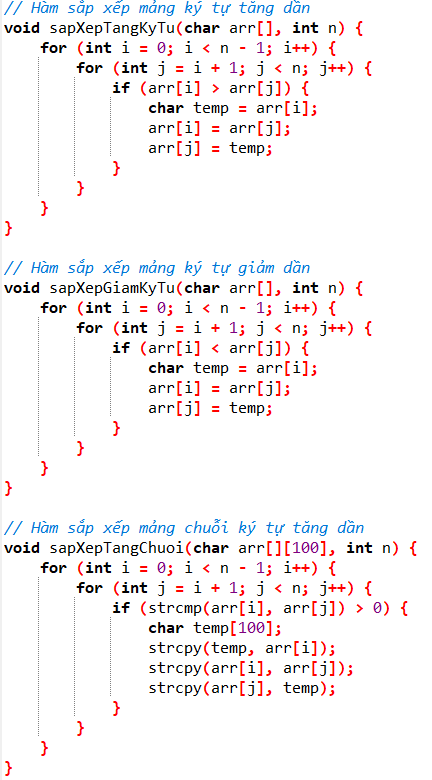 // Hàm sắp xếp mảng ký tự tăng dần
void sapXepTangKyTu(char arr[], int n) {
    for (int i = 0; i < n - 1; i++) {
        for (int j = i + 1; j < n; j++) {
            if (arr[i] > arr[j]) {
                char temp = arr[i];
                arr[i] = arr[j];
                arr[j] = temp;
            }
        }
    }
}

// Hàm sắp xếp mảng ký tự giảm dần
void sapXepGiamKyTu(char arr[], int n) {
    for (int i = 0; i < n - 1; i++) {
        for (int j = i + 1; j < n; j++) {
            if (arr[i] < arr[j]) {
                char temp = arr[i];
                arr[i] = arr[j];
                arr[j] = temp;
            }
        }
    }
}

// Hàm sắp xếp mảng chuỗi ký tự tăng dần
void sapXepTangChuoi(char arr[][100], int n) {
    for (int i = 0; i < n - 1; i++) {
        for (int j = i + 1; j < n; j++) {
            if (strcmp(arr[i], arr[j]) > 0) {
                char temp[100];
                strcpy(temp, arr[i]);
                strcpy(arr[i], arr[j]);
                strcpy(arr[j], temp);
            }
        }
    }
}